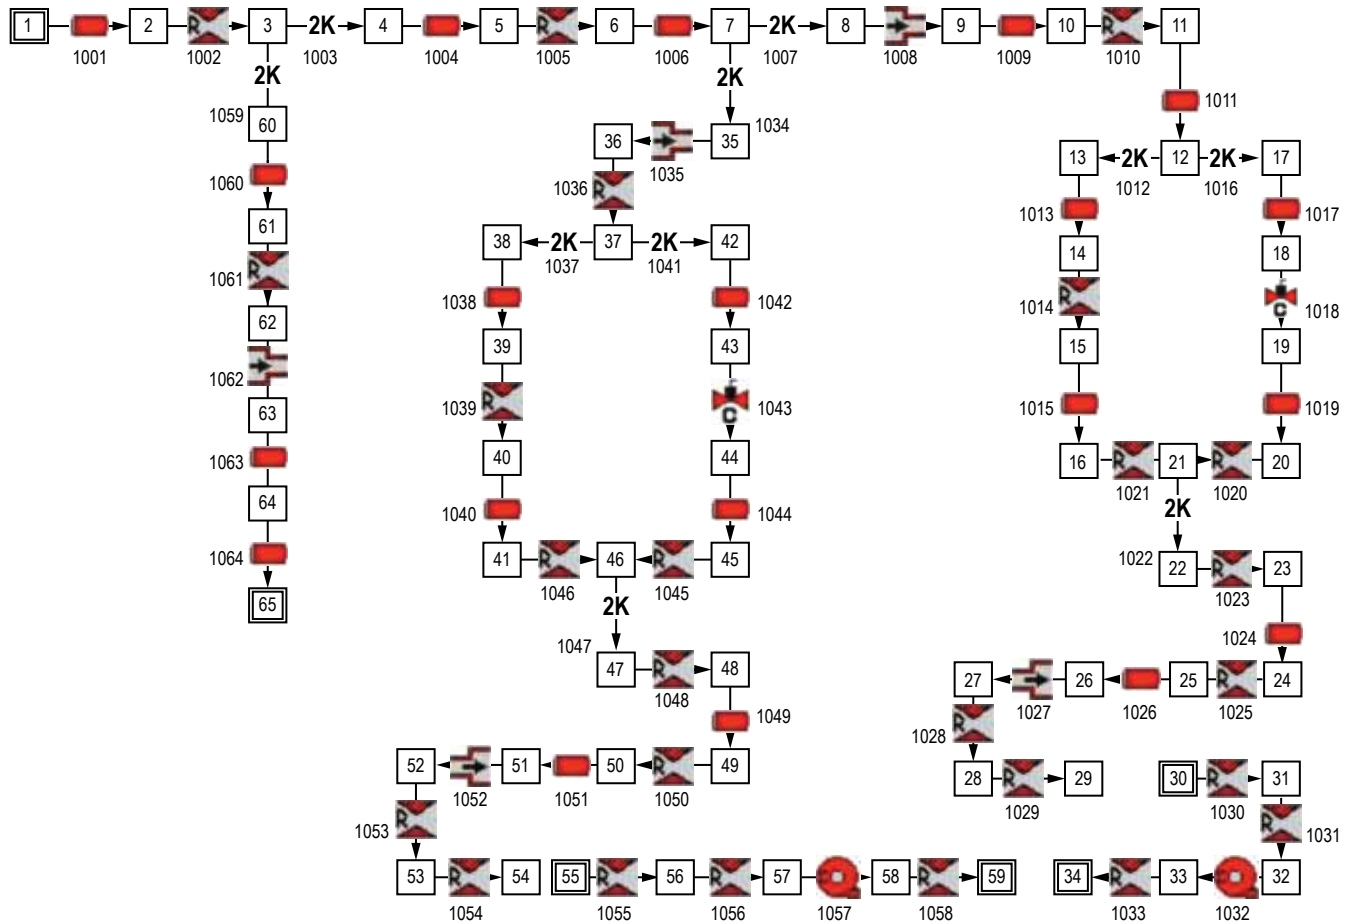 1 2 R 3 2K 4 5 R 6 7 2K 8 9 10 R 11
1001 1002 1003 1004 1005 1006 1007 1008 1009 1010
2K 2K
1011
1059 60 36 35 1034
1035
13 2K 12 2K 17
1012 1016
1060 1036 R
1013 1017
61 38 2K 37 2K 42 14 18
1037 1041
1061 R
1038 1042 1014 R C 1018
62 39 43 15 19
1062
1039 R C 1043 1015 1019
63
1063 40 44 16 R 21 R 20
1021 1020
64 2K
1040 1044
1064 41 R 46 R 45 1022 22 R 23
1046 1045 1023
65 2K
1024
1047 47 R 48 27 26 25 R 24
1048 1027 1026 1025
1049 1028 R
52 51 50 R 49 28 R 29 30 R 31
1052 1051 1050 1029 1030
1053 R R 1031
53 R 54 55 R 56 R 57 58 R 59 34 R 33 32
1054 1055 1056 1057 1058 1033 1032